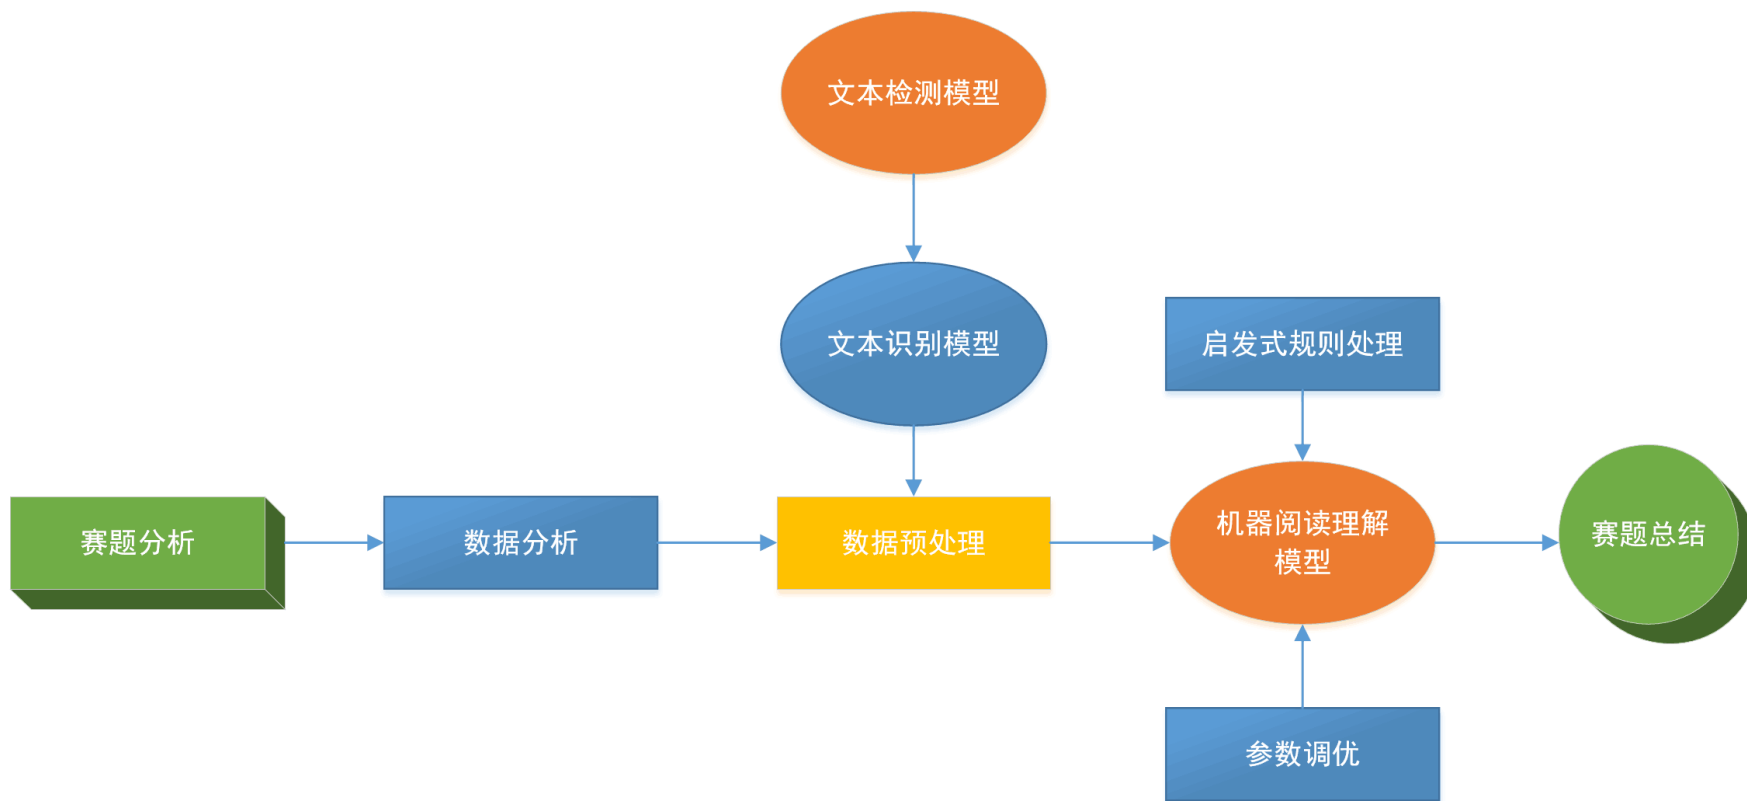 文本检测模型
文本识别模型
启发式规则处理
赛题分析
数据分析
数据预处理
机器阅读理解
模型
赛题总结
参数调优